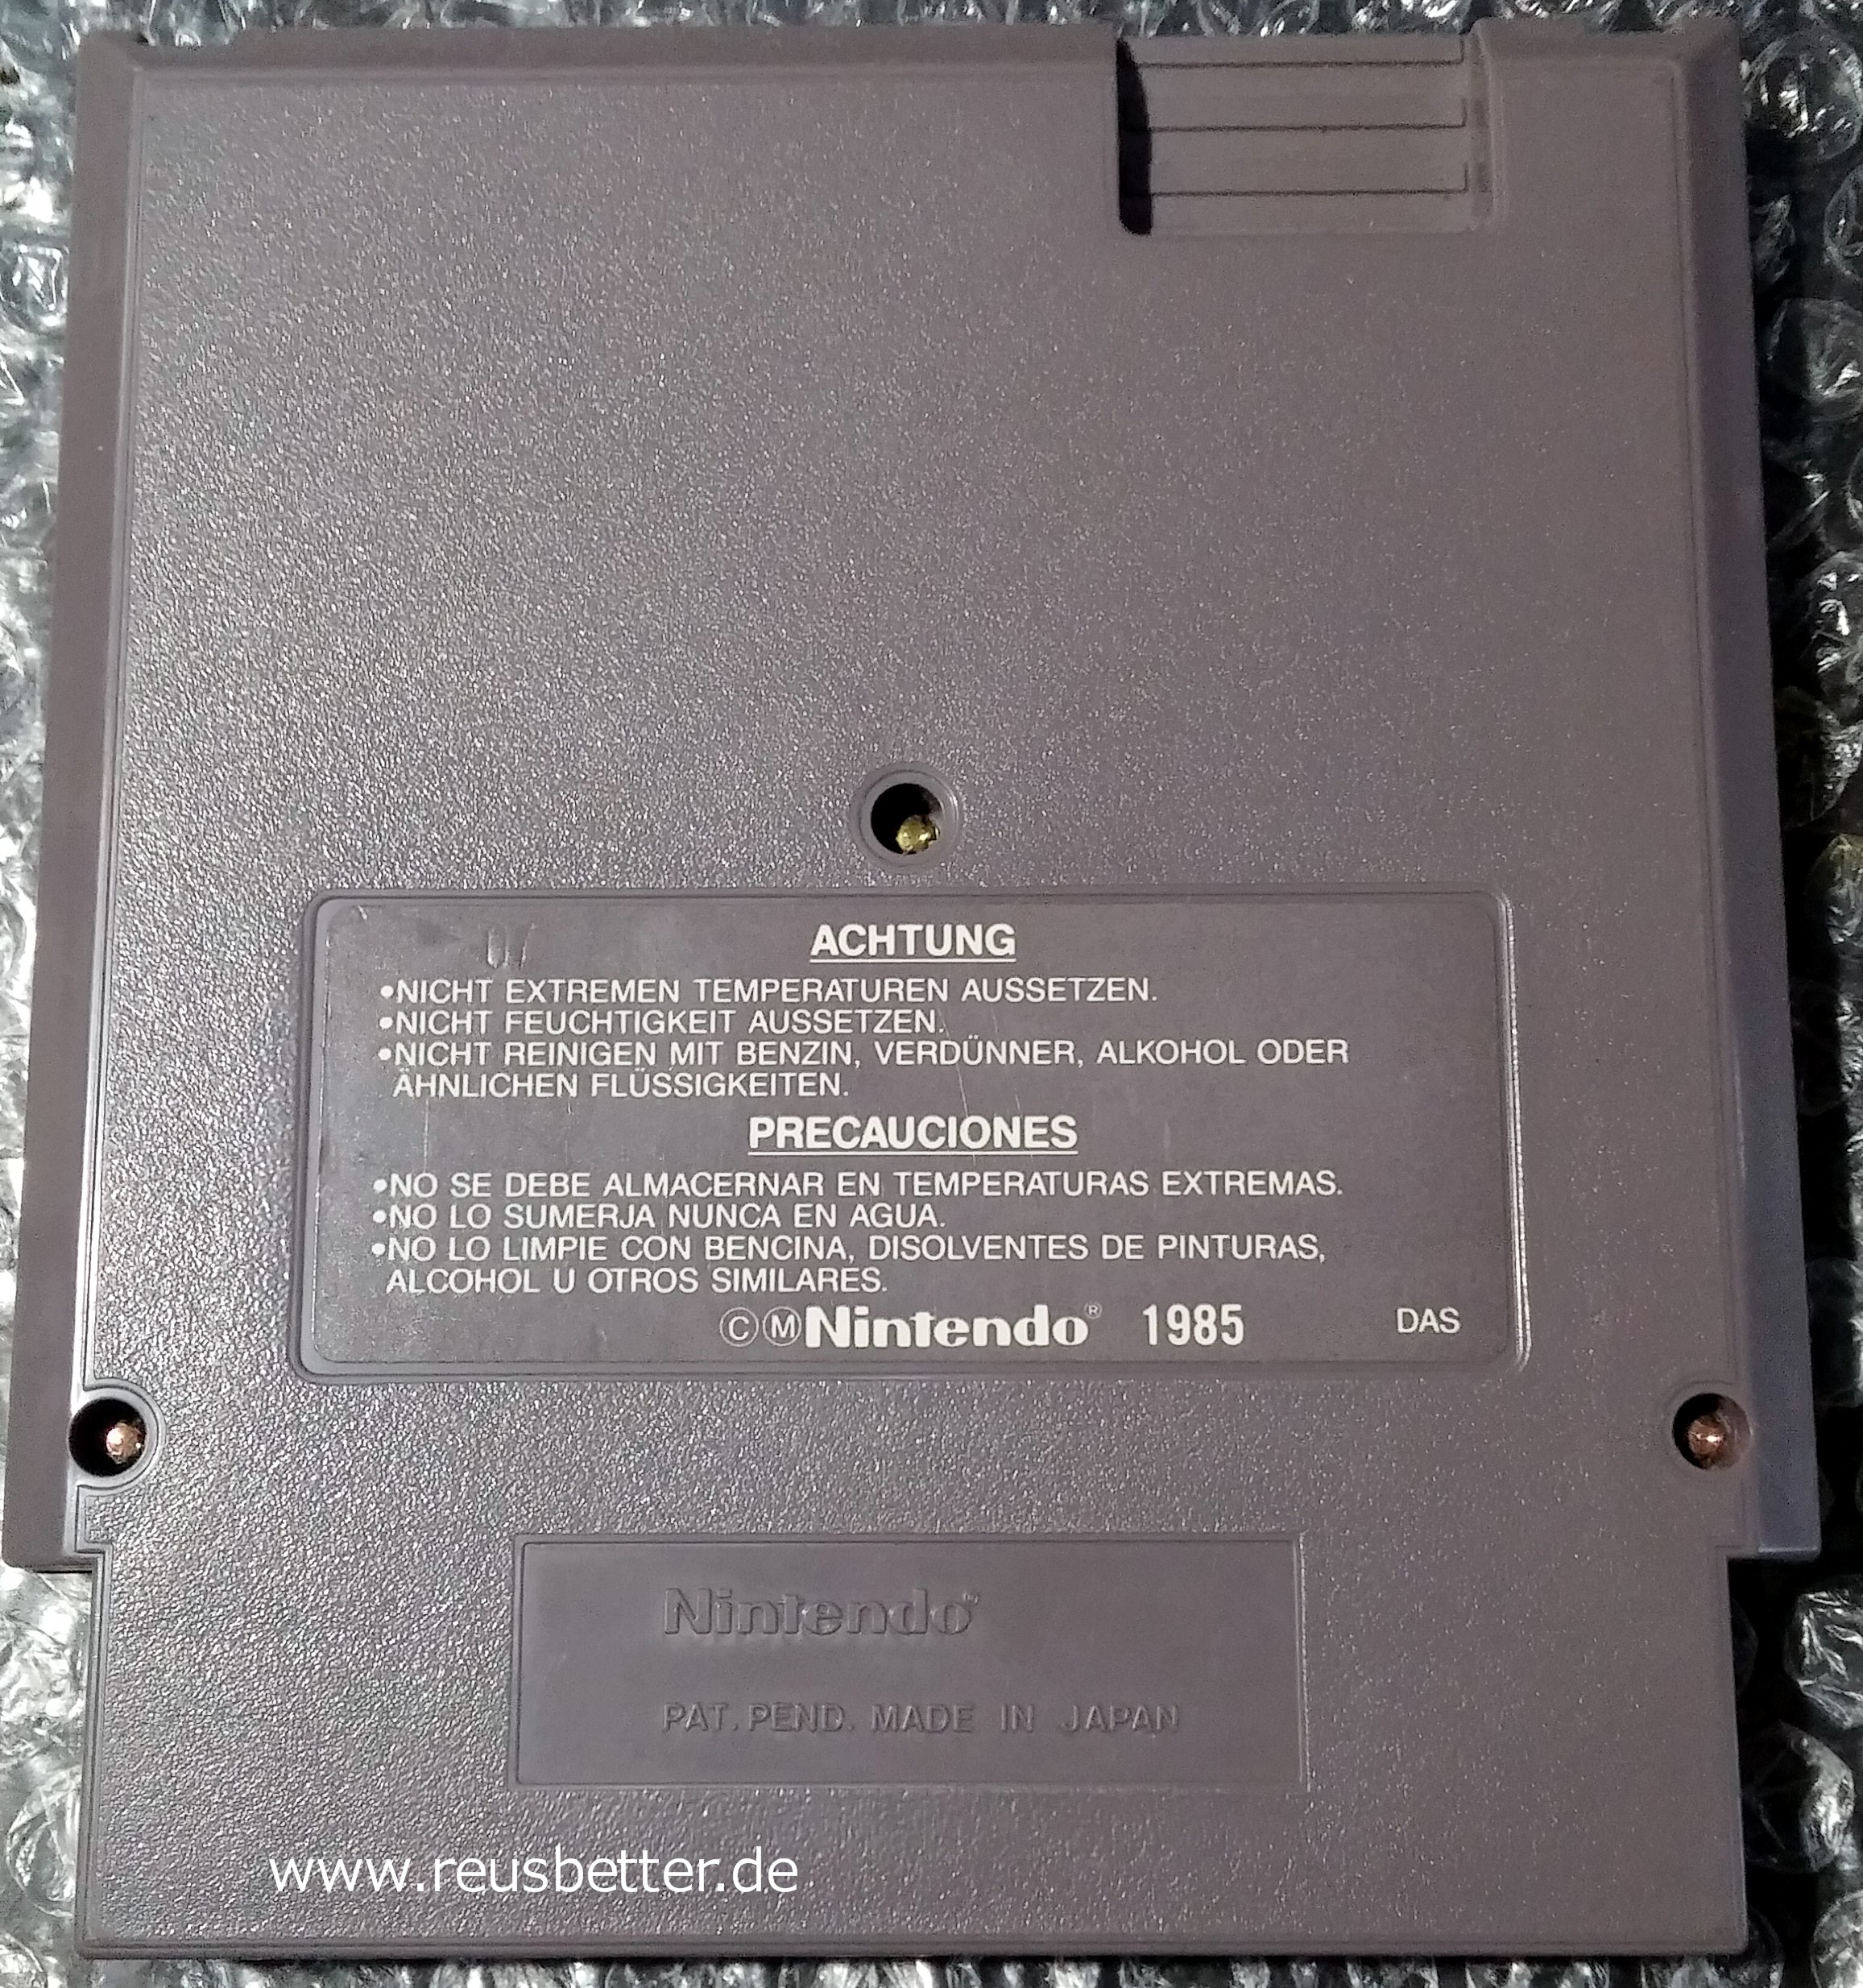 ACHTUNG
•NICHT EXTREMEN TEMPERATUREN AUSSETZEN.
•NICHT FEUCHTIGKEIT AUSSETZEN.
•NICHT REINIGEN MIT BENZIN, VERDÜNNER, ALKOHOL ODER
ÄHNLICHEN FLÜSSIGKEITEN.
PRECAUCIONES
•NO SE DEBE ALMACERNAR EN TEMPERATURAS EXTREMAS.
•NO LO SUMERJA NUNCA EN AGUA.
•NO LO LIMPIE CON BENCINA, DISOLVENTES DE PINTURAS,
ALCOHOL U OTROS SIMILARES.
ⒸⓂNintendo® 1985 DAS
Nintendo
PAT. PEND. MADE IN JAPAN
www.reusbetter.de